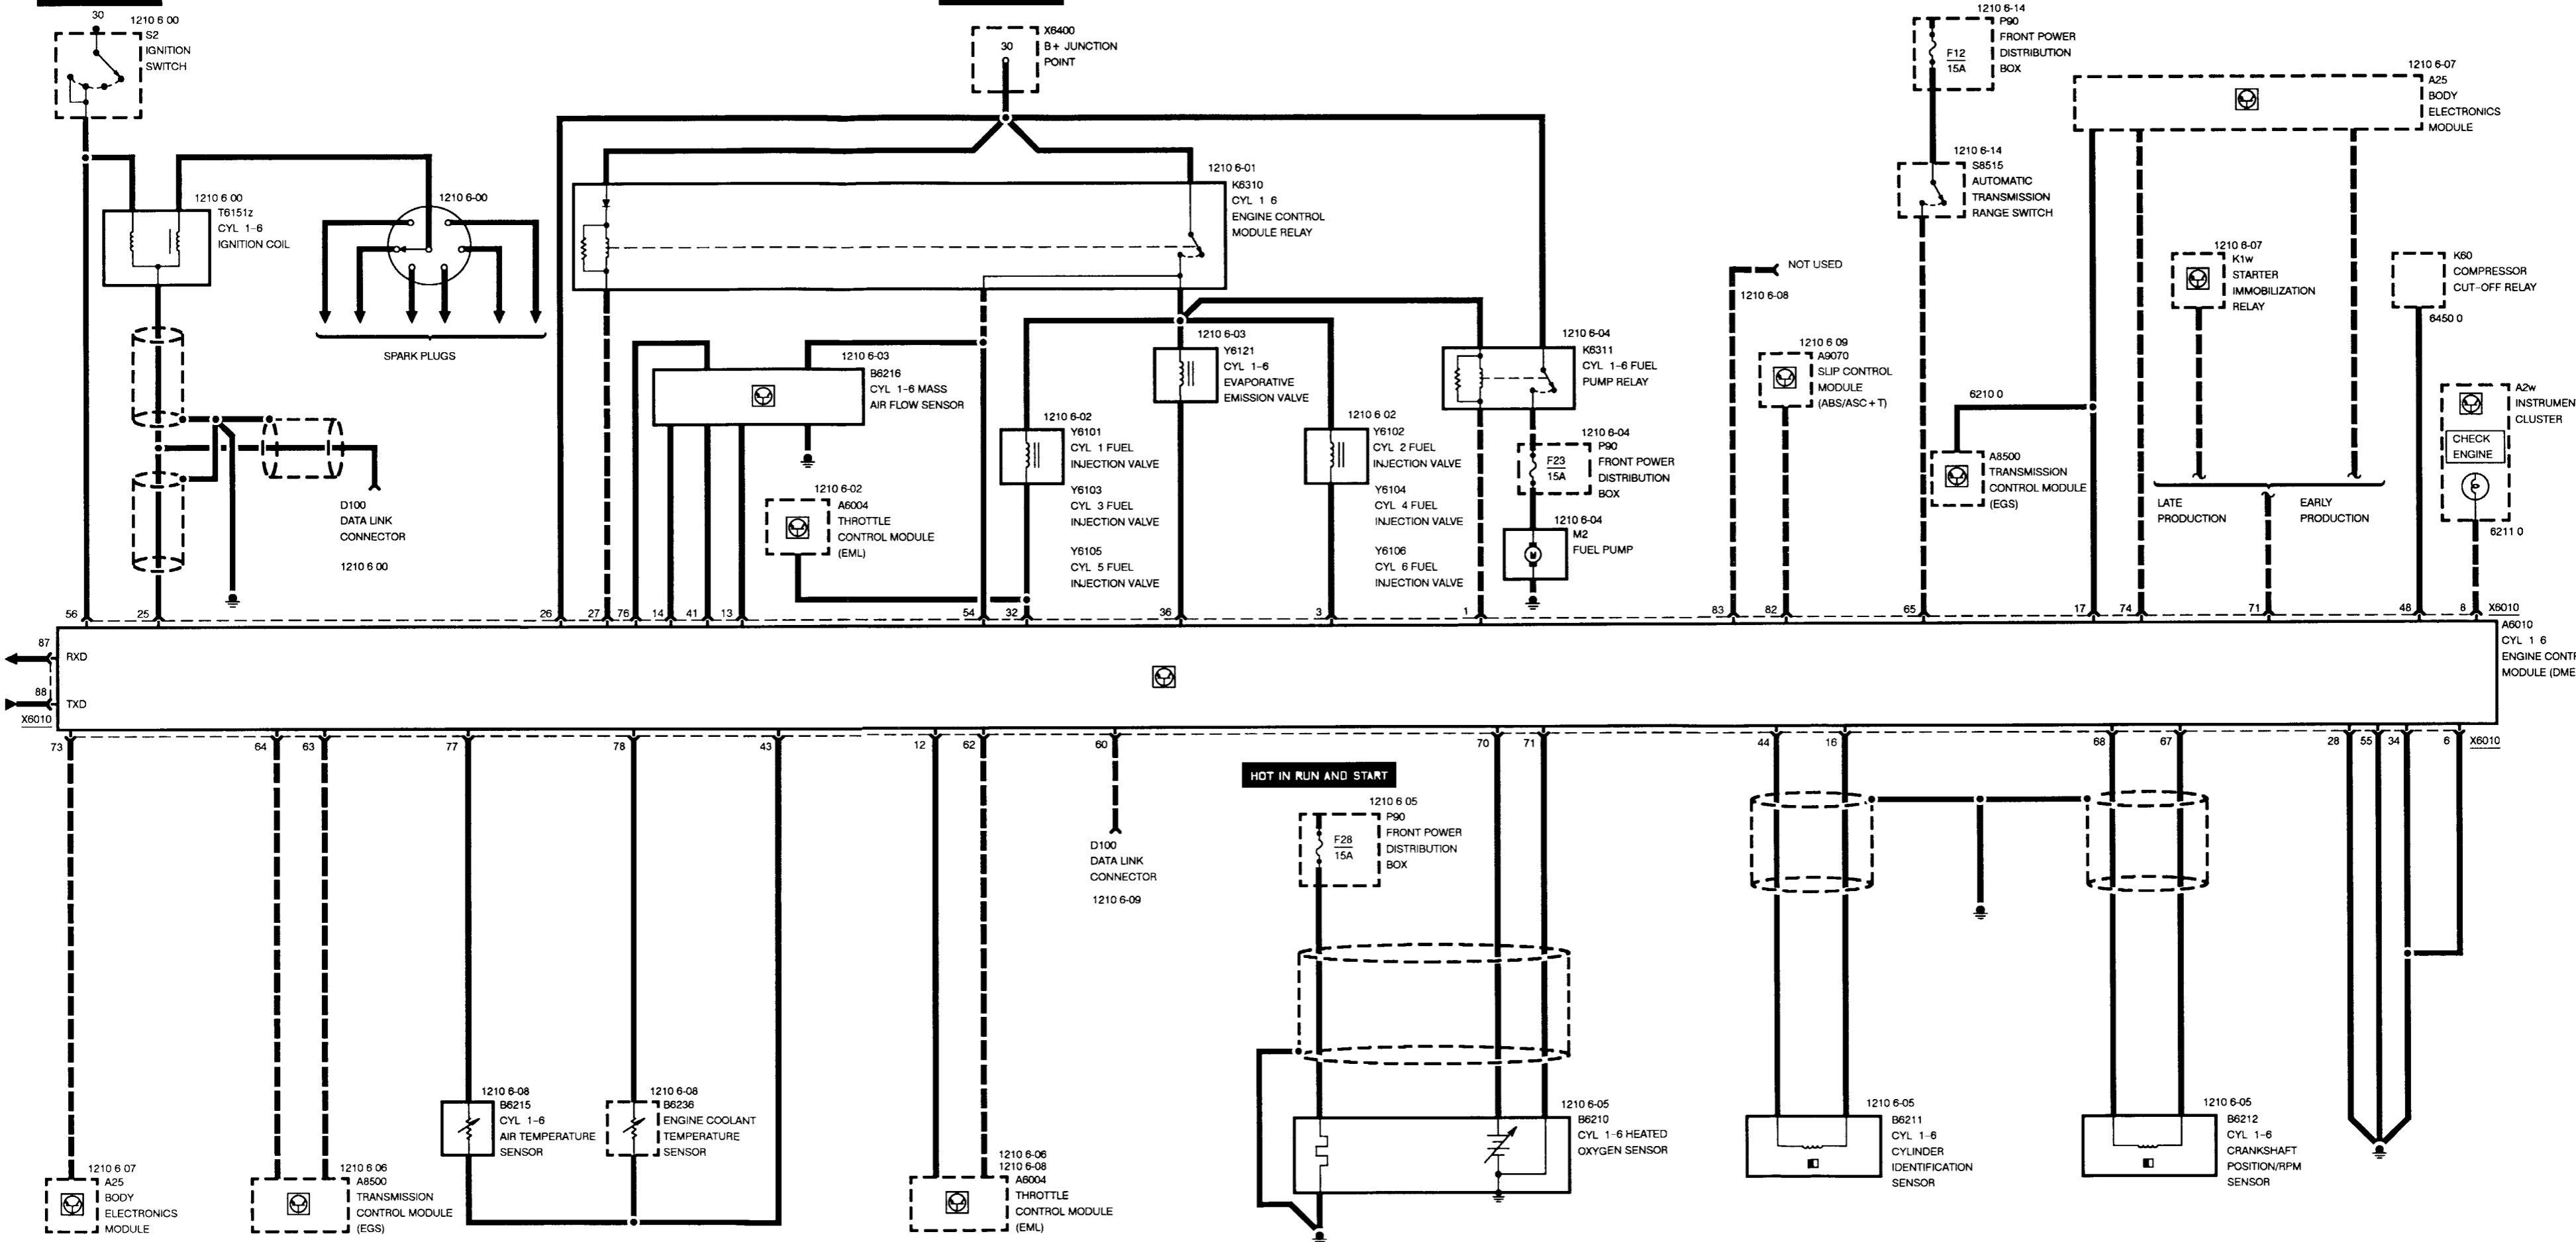 30
1210 6 00
S2
IGNITION
SWITCH
1210 6 00
T6151z
CYL 1-6
IGNITION COIL
1210 6-00
SPARK PLUGS
D100
DATA LINK
CONNECTOR
1210 6 00
30
X6400
B+ JUNCTION
POINT
1210 6-01
K6310
CYL 1 6
ENGINE CONTROL
MODULE RELAY
1210 6-03
B6216
CYL 1-6 MASS
AIR FLOW SENSOR
1210 6-02
A6004
THROTTLE
CONTROL MODULE
(EML)
1210 6-03
Y6121
CYL 1-6
EVAPORATIVE
EMISSION VALVE
1210 6-02
Y6101
CYL 1 FUEL
INJECTION VALVE
Y6103
CYL 3 FUEL
INJECTION VALVE
Y6105
CYL 5 FUEL
INJECTION VALVE
1210 6 02
Y6102
CYL 2 FUEL
INJECTION VALVE
Y6104
CYL 4 FUEL
INJECTION VALVE
Y6106
CYL 6 FUEL
INJECTION VALVE
1210 6-04
K6311
CYL 1-6 FUEL
PUMP RELAY
1210 6-04
P90
FRONT POWER
DISTRIBUTION
BOX
F23
15A
1210 6-04
M2
FUEL PUMP
M
NOT USED
1210 6-08
1210 6 09
A9070
SLIP CONTROL
MODULE
(ABS/ASC+T)
1210 6-14
P90
FRONT POWER
DISTRIBUTION
BOX
F12
15A
1210 6-14
S8515
AUTOMATIC
TRANSMISSION
RANGE SWITCH
1210 6-07
A25
BODY
ELECTRONICS
MODULE
1210 6-07
K1w
STARTER
IMMOBILIZATION
RELAY
6210 0
A8500
TRANSMISSION
CONTROL MODULE
(EGS)
LATE
PRODUCTION
EARLY
PRODUCTION
K60
COMPRESSOR
CUT-OFF RELAY
6450 0
A2w
INSTRUMEN
CLUSTER
CHECK
ENGINE
6211 0
56 25 26 27 76 14 41 13 54 32 36 3 1 83 82 65 17 74 71 48 8 X6010
A6010
CYL 1 6
ENGINE CONTR
MODULE (DME
87
RXD
88
TXD
X6010
73 64 63 77 78 43 12 62 60 70 71 44 16 68 67 28 55 34 6 X6010
HOT IN RUN AND START
1210 6 05
P90
FRONT POWER
DISTRIBUTION
BOX
F28
15A
D100
DATA LINK
CONNECTOR
1210 6-09
1210 6 07
A25
BODY
ELECTRONICS
MODULE
1210 6 06
A8500
TRANSMISSION
CONTROL MODULE
(EGS)
1210 6-08
B6215
CYL 1-6
AIR TEMPERATURE
SENSOR
1210 6-08
B6236
ENGINE COOLANT
TEMPERATURE
SENSOR
1210 6-06
1210 6-08
A6004
THROTTLE
CONTROL MODULE
(EML)
1210 6-05
B6210
CYL 1-6 HEATED
OXYGEN SENSOR
1210 6-05
B6211
CYL 1-6
CYLINDER
IDENTIFICATION
SENSOR
1210 6-05
B6212
CYL 1-6
CRANKSHAFT
POSITION/RPM
SENSOR